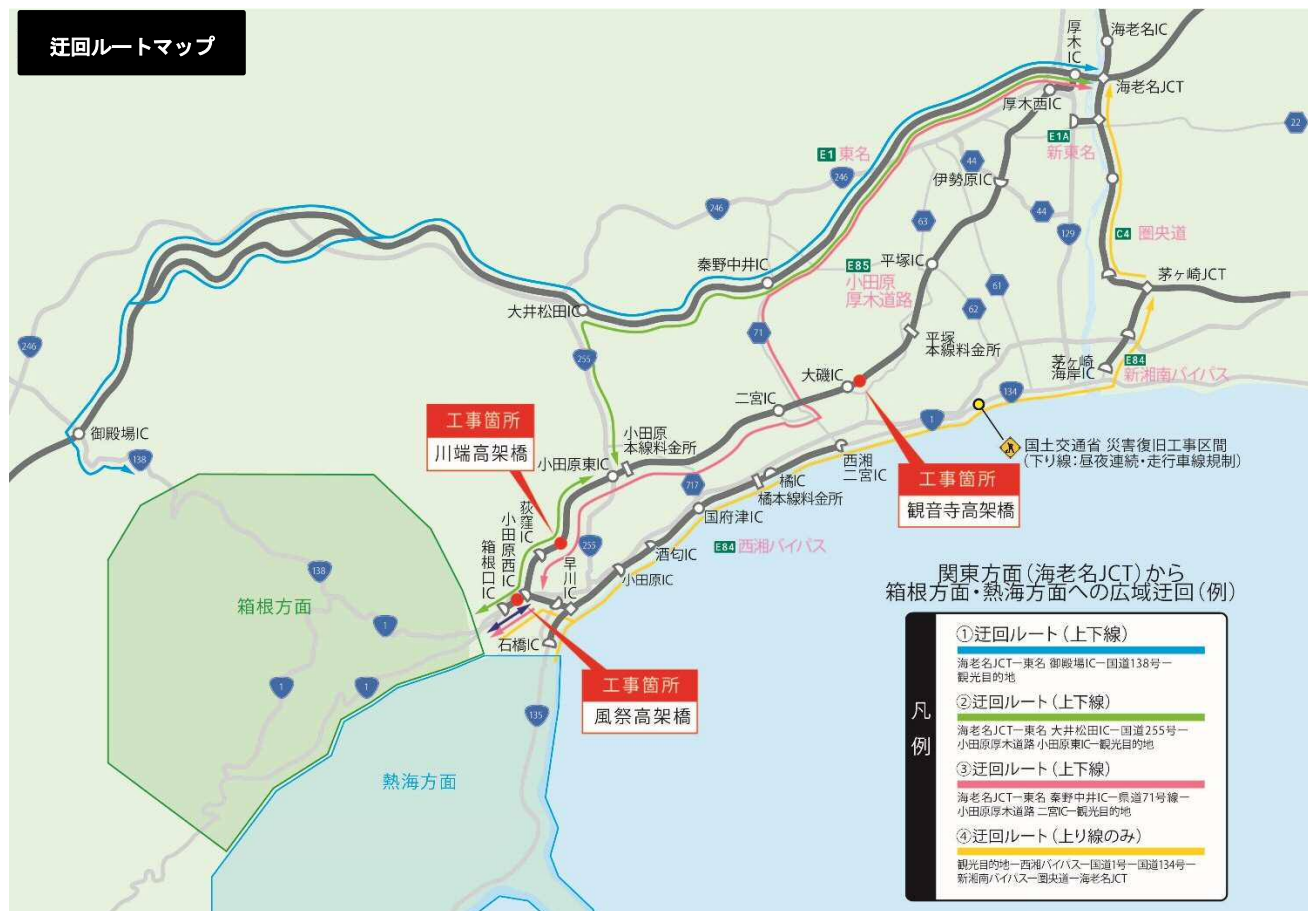 迂回ルートマップ
厚木IC
海老名IC
海老名JCT
厚木西IC
E1A
新東名
22
E1 東名
246
44
伊勢原IC
246
63
44
129
C4 圏央道
秦野中井IC
E85
小田原
厚木道路
平塚IC
茅ヶ崎JCT
61
62
大井松田IC
71
平塚
本線料金所
246
255
茅ヶ崎
海岸IC
E84
新湘南バイパス
大磯IC
134
二宮IC
1
工事箇所
川端高架橋
小田原
本線料金所
御殿場IC
138
小田原東IC
国土交通省 災害復旧工事区間
(下り線:昼夜連続・走行車線規制)
西湘
二宮IC
橘IC
橘本線料金所
717
工事箇所
観音寺高架橋
国府津IC
荻窪IC
小田原西IC
箱根口IC
255
早川IC
酒匂IC
E84 西湘バイパス
小田原IC
138
箱根方面
1
石橋IC
1
1
工事箇所
風祭高架橋
135
熱海方面
関東方面(海老名JCT)から
箱根方面・熱海方面への広域迂回(例)
凡例
①迂回ルート(上下線)
海老名JCTー東名 御殿場ICー国道138号ー
観光目的地
②迂回ルート(上下線)
海老名JCTー東名 大井松田ICー国道255号ー
小田原厚木道路 小田原東ICー観光目的地
③迂回ルート(上下線)
海老名JCTー東名 秦野中井ICー県道71号線ー
小田原厚木道路 二宮ICー観光目的地
④迂回ルート(上り線のみ)
観光目的地ー西湘バイパスー国道1号ー国道134号ー
新湘南バイパスー圏央道ー海老名JCT